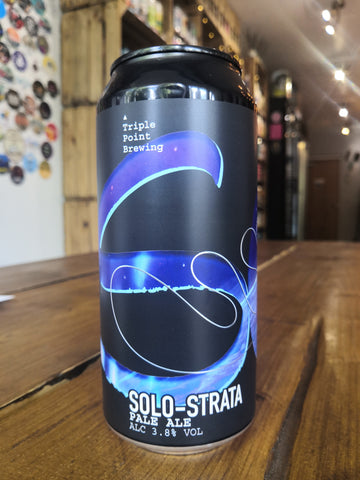 &
Triple
Point
Brewing
SOLO-STRATA
PALE ALE
ALC 3.8% VOL